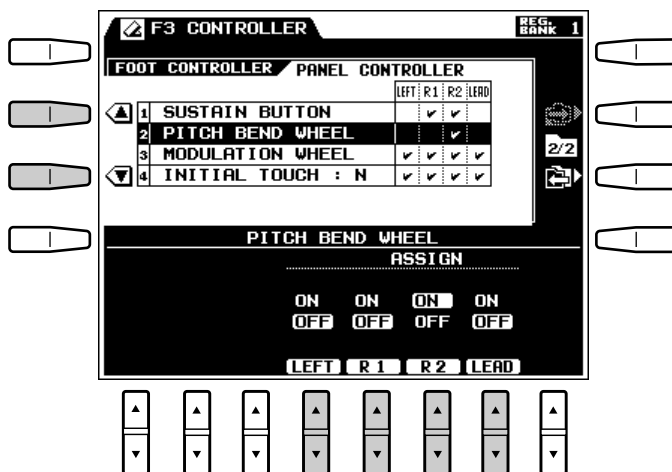 F3 CONTROLLER
REG. BANK 1
FOOT CONTROLLER PANEL CONTROLLER
LEFT R1 R2 LEAD
1 SUSTAIN BUTTON
2 PITCH BEND WHEEL
3 MODULATION WHEEL
4 INITIAL TOUCH : N
2/2
PITCH BEND WHEEL
ASSIGN
ON ON ON ON
OFF OFF OFF OFF
LEFT R1 R2 LEAD